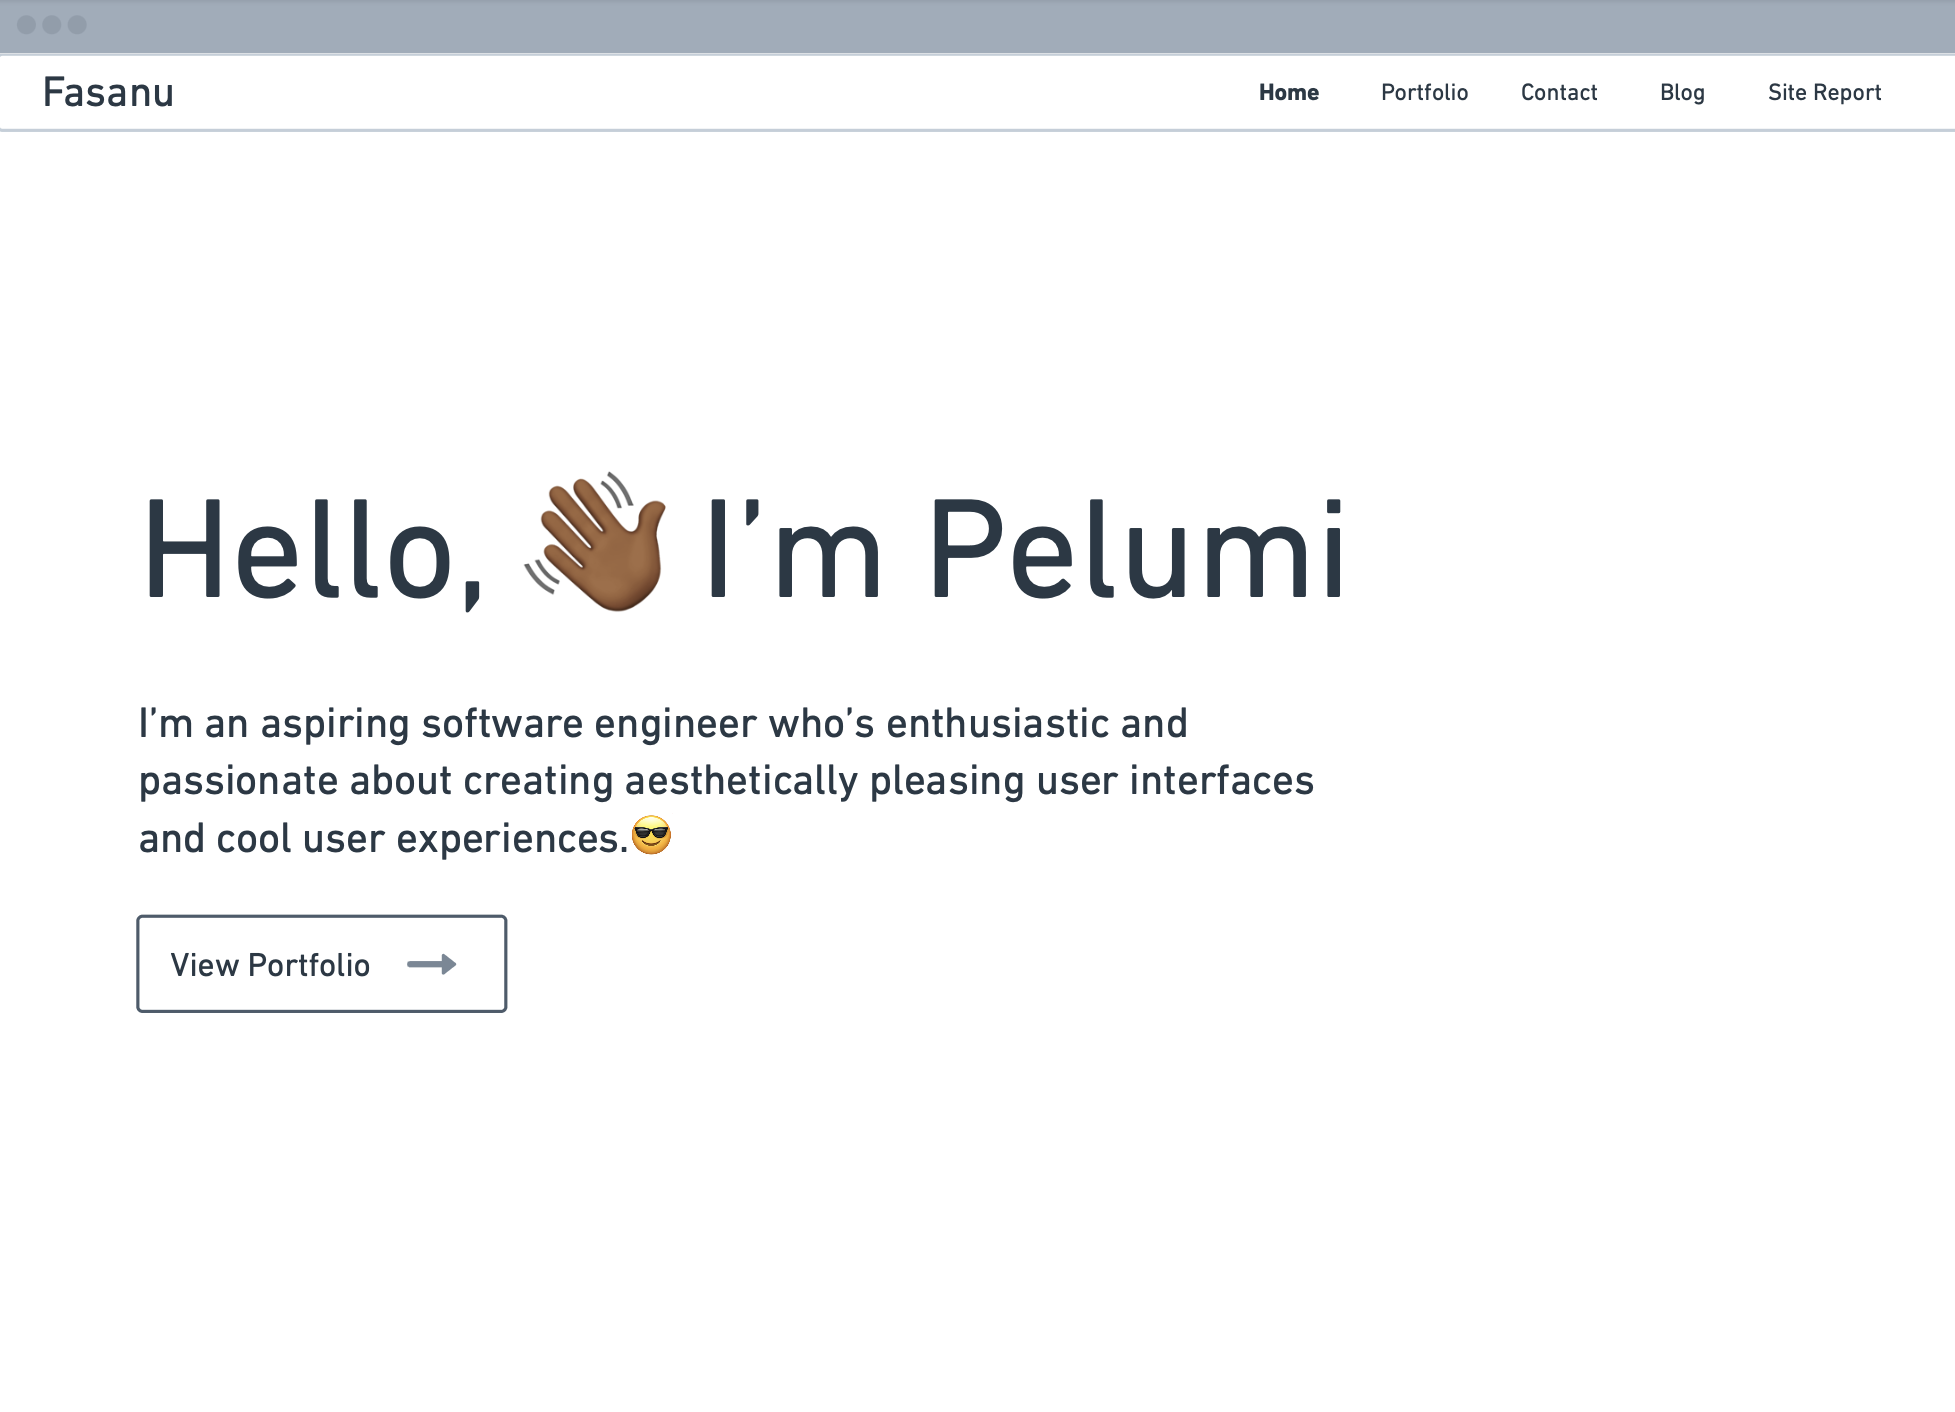 Fasanu
Home Portfolio Contact Blog Site Report
Hello, 👋🏾 I’m Pelumi
I’m an aspiring software engineer who’s enthusiastic and
passionate about creating aesthetically pleasing user interfaces
and cool user experiences.😎
View Portfolio